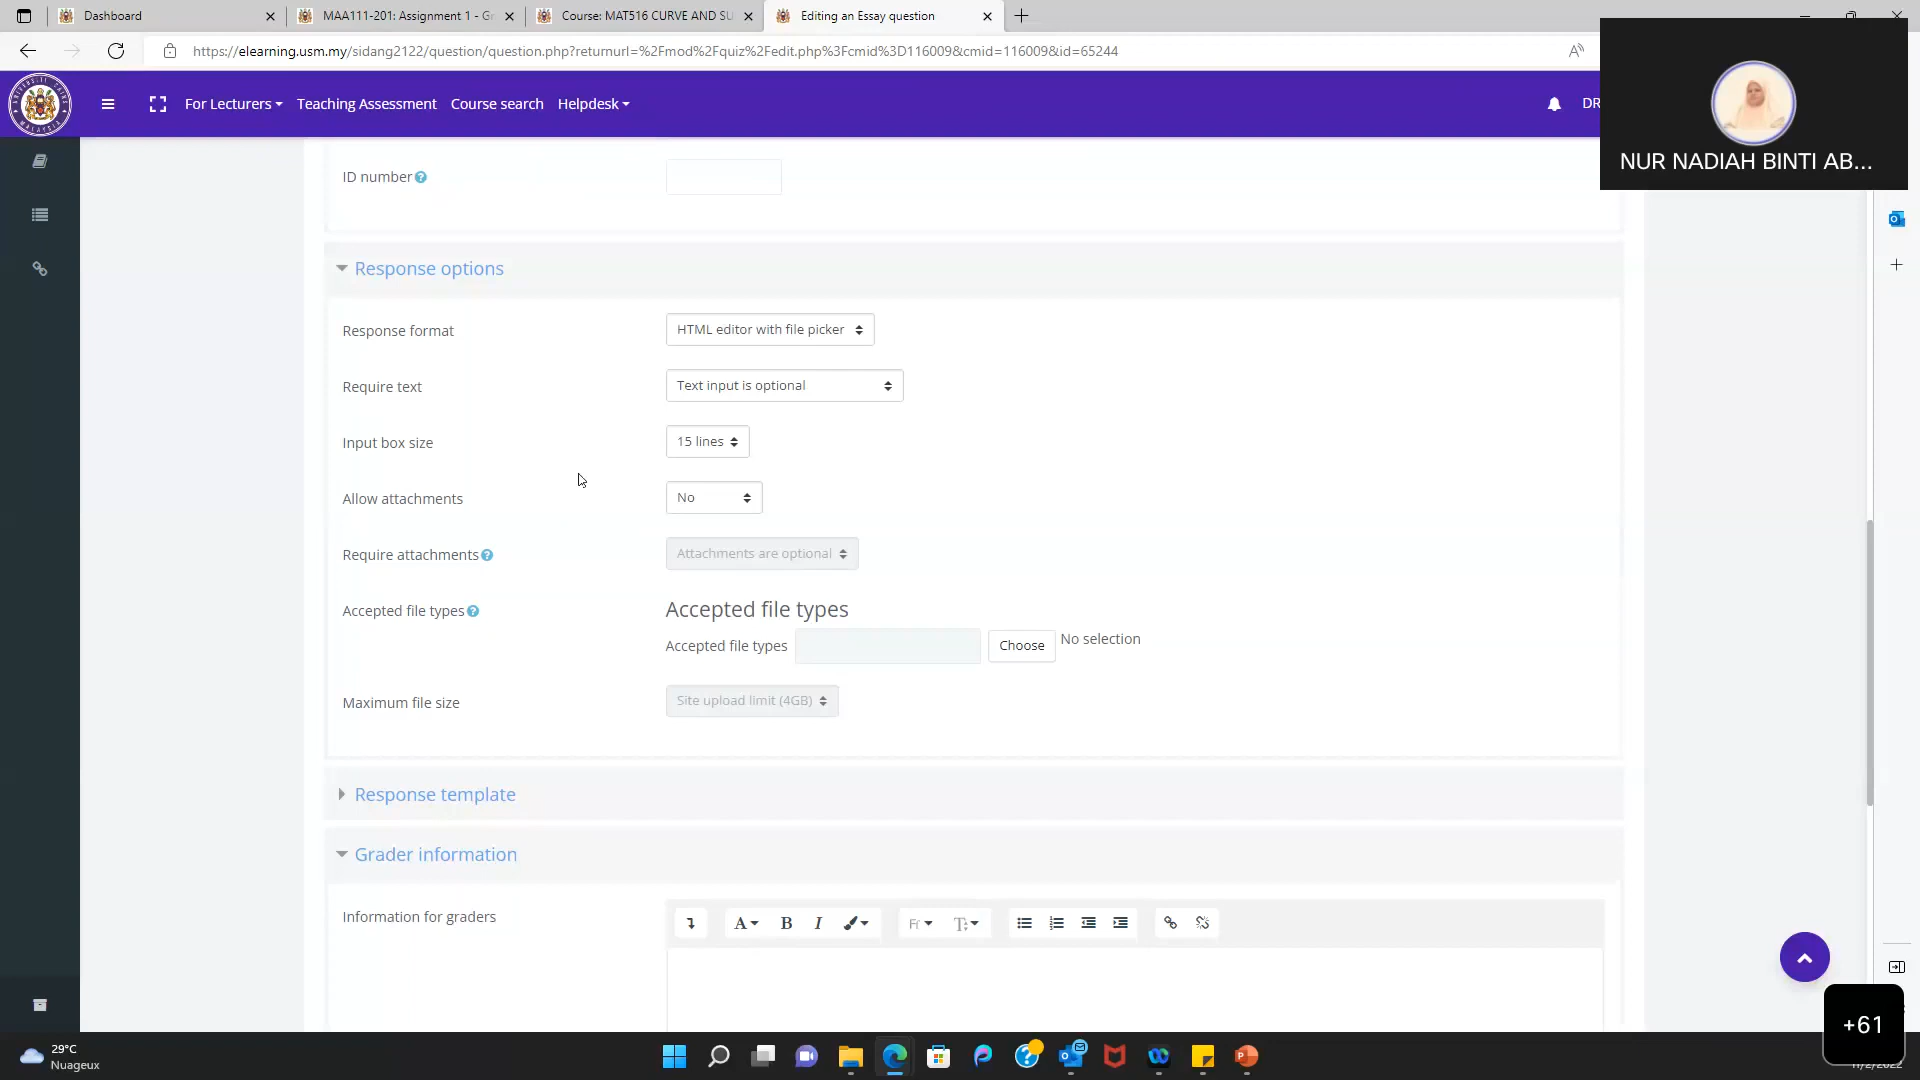 Dashboard
MAA111-201: Assignment 1 - Gr
Course: MAT516 CURVE AND SU
Editing an Essay question
https://elearning.usm.my/sidang2122/question/question.php?returnurl=%2Fmod%2Fquiz%2Fedit.php%3Fcmid%3D116009&cmid=116009&id=65244
For Lecturers
Teaching Assessment
Course search
Helpdesk
DR
NUR NADIAH BINTI AB...
ID number
Response options
Response format
HTML editor with file picker
Require text
Text input is optional
Input box size
15 lines
Allow attachments
No
Require attachments
Attachments are optional
Accepted file types
Accepted file types
Accepted file types
Choose
No selection
Maximum file size
Site upload limit (4GB)
Response template
Grader information
Information for graders
+61
29°C
Nuageux